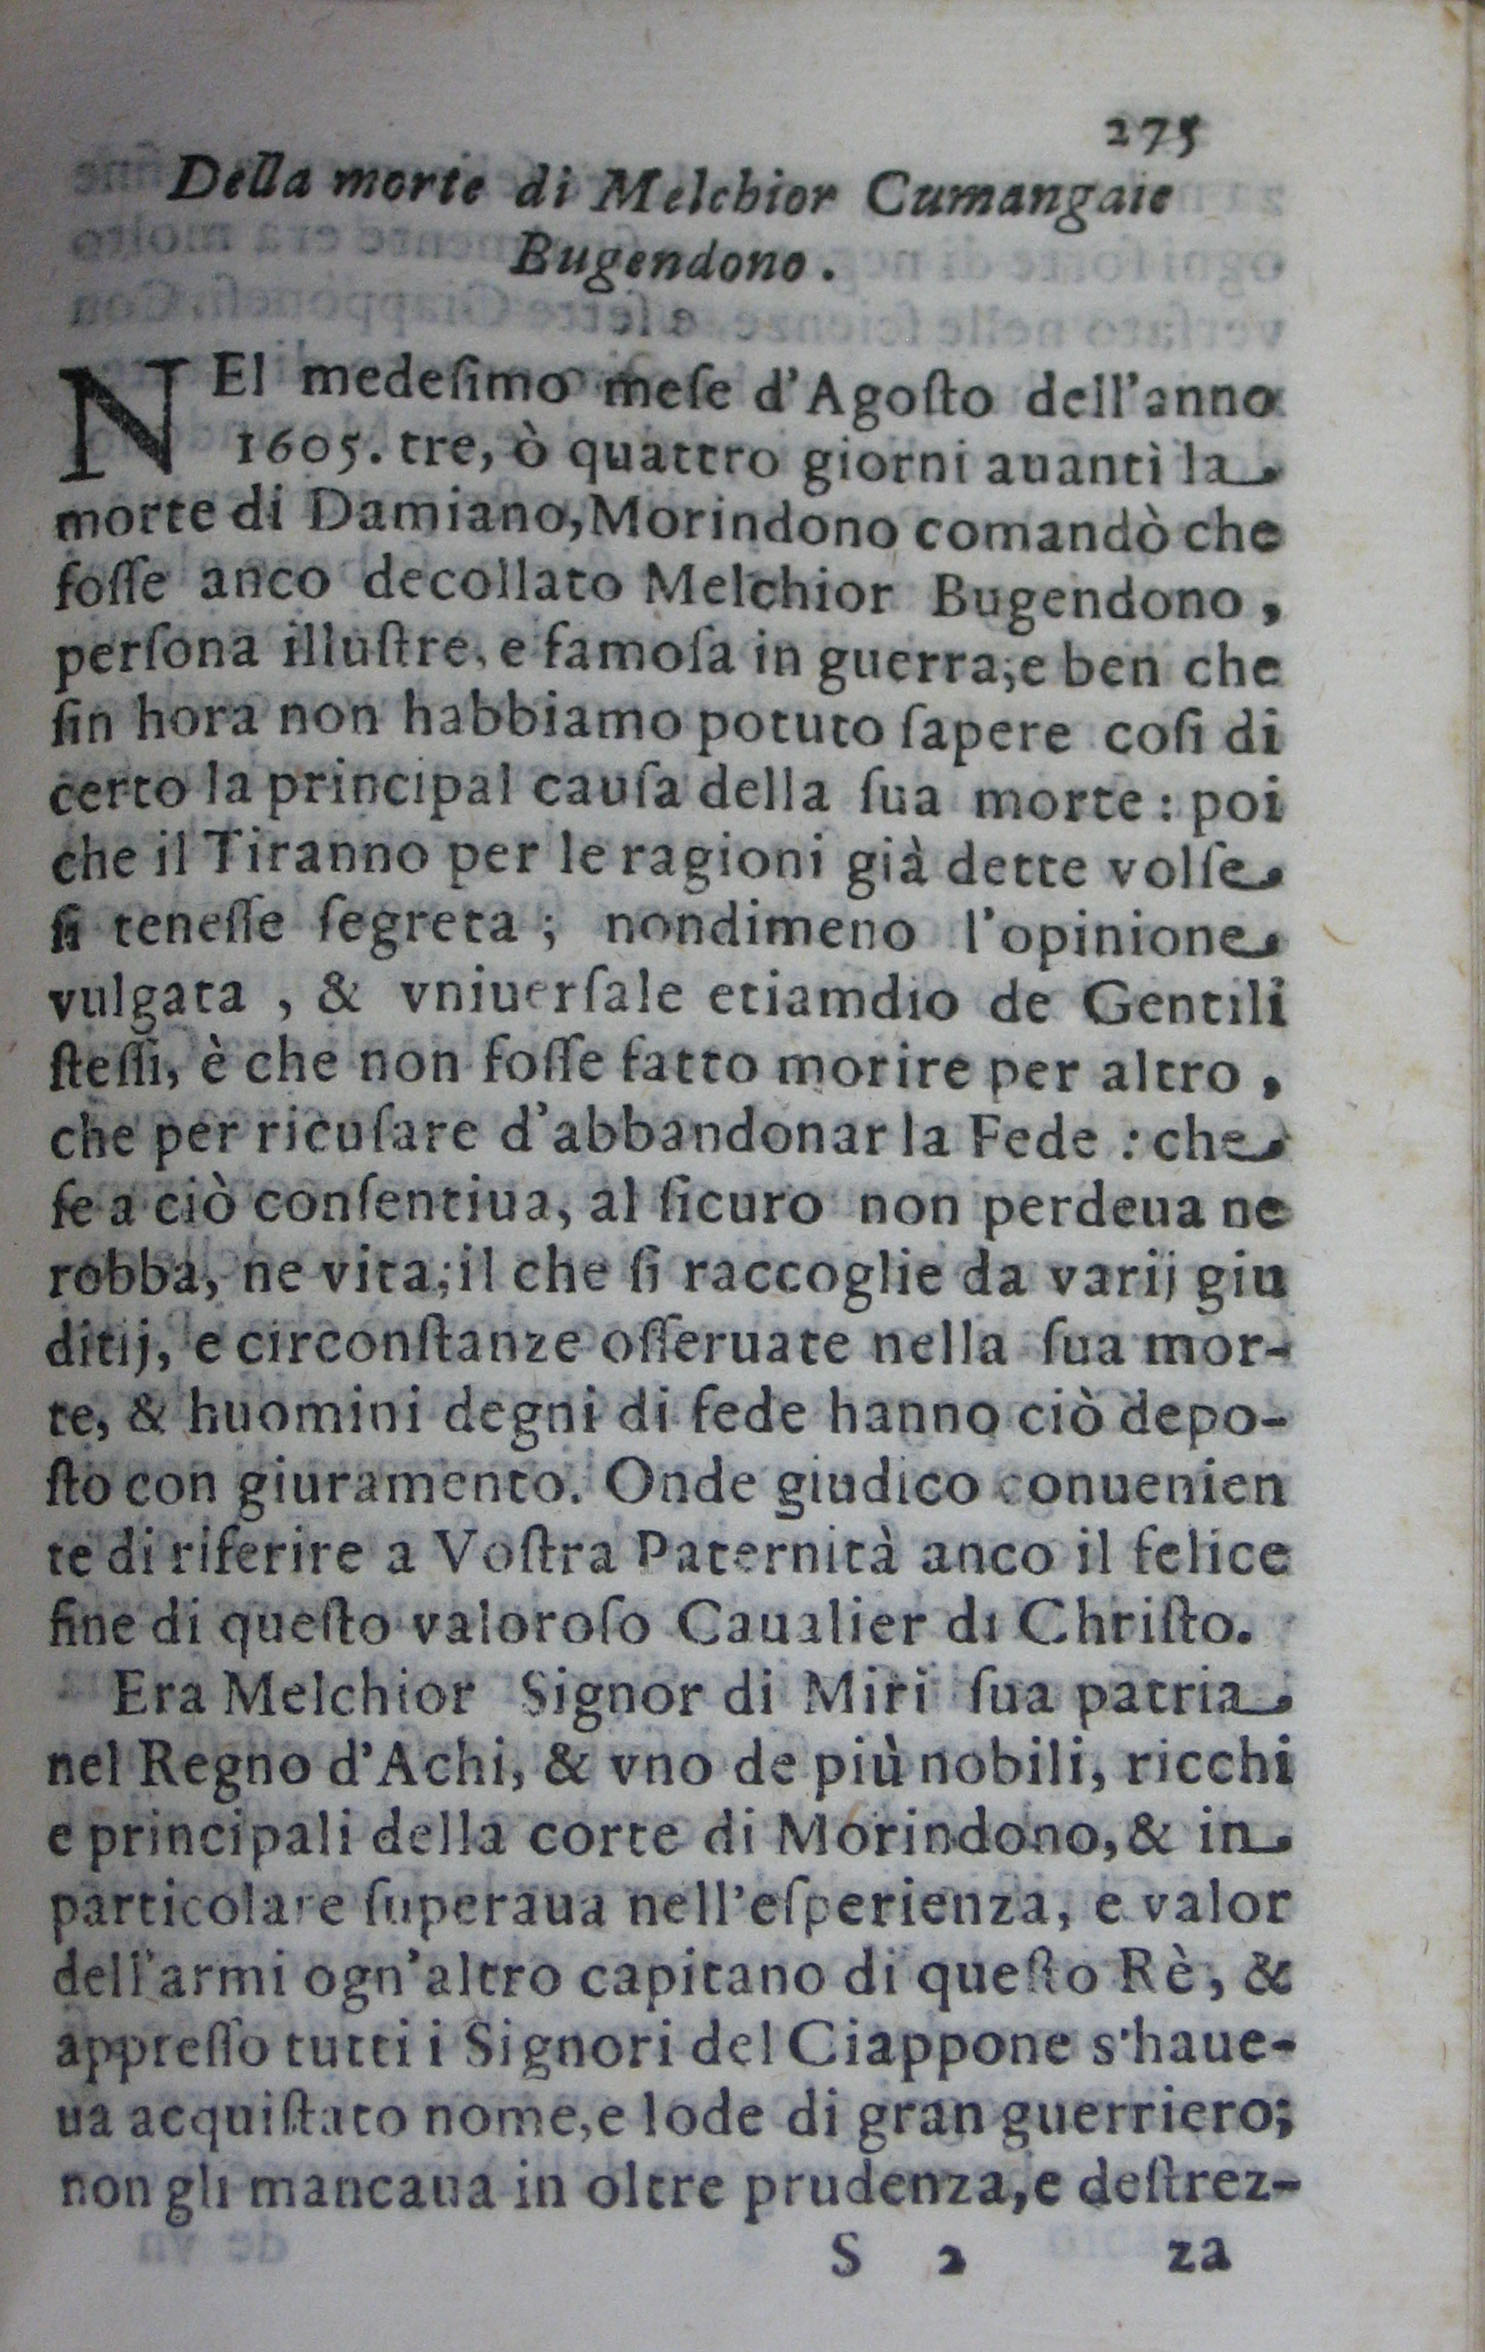 275
Della morte di Melchior Cumangaie
Bugendono.
NEl medeſimo meſe d'Agoſto dell'anno
1605. tre, ò quattro giorni auantì la
morte di Damiano, Morindono comandò che
foſſe anco decollato Melchior Bugendono,
perſona illuſtre, e famoſa in guerra; e ben che
ſin hora non habbiamo potuto ſapere coſi di
certo la principal cauſa della ſua morte: poi
che il Tiranno per le ragioni già dette volſe
ſi teneſſe ſegreta; nondimeno l'opinione
vulgata, & vniuerſale etiamdio de Gentili
ſteſſi, è che non foſſe fatto morire per altro,
che per ricuſare d'abbandonar la Fede: che
ſe a ciò conſentiua, al ſicuro non perdeua ne
robba, ne vita; il che ſi raccoglie da varij giu
ditij, e circonſtanze oſſeruate nella ſua mor-
te, & huomini degni di fede hanno ciò depo-
ſto con giuramento. Onde giudico conuenien
te di riferire a Voſtra Paternità anco il felice
fine di queſto valoroſo Caualier di Chriſto.
Era Melchior Signor di Miri ſua patria
nel Regno d'Achi, & vno de più nobili, ricchi
e principali della corte di Morindono, & in
particolare ſuperaua nell'eſperienza, e valor
dell'armi ogn'altro capitano di queſto Rè, &
appreſſo tutti i Signori del Ciappone s'haue-
ua acquiſtato nome, e lode di gran guerriero;
non gli mancaua in oltre prudenza, e deſtrez-
S 2 za